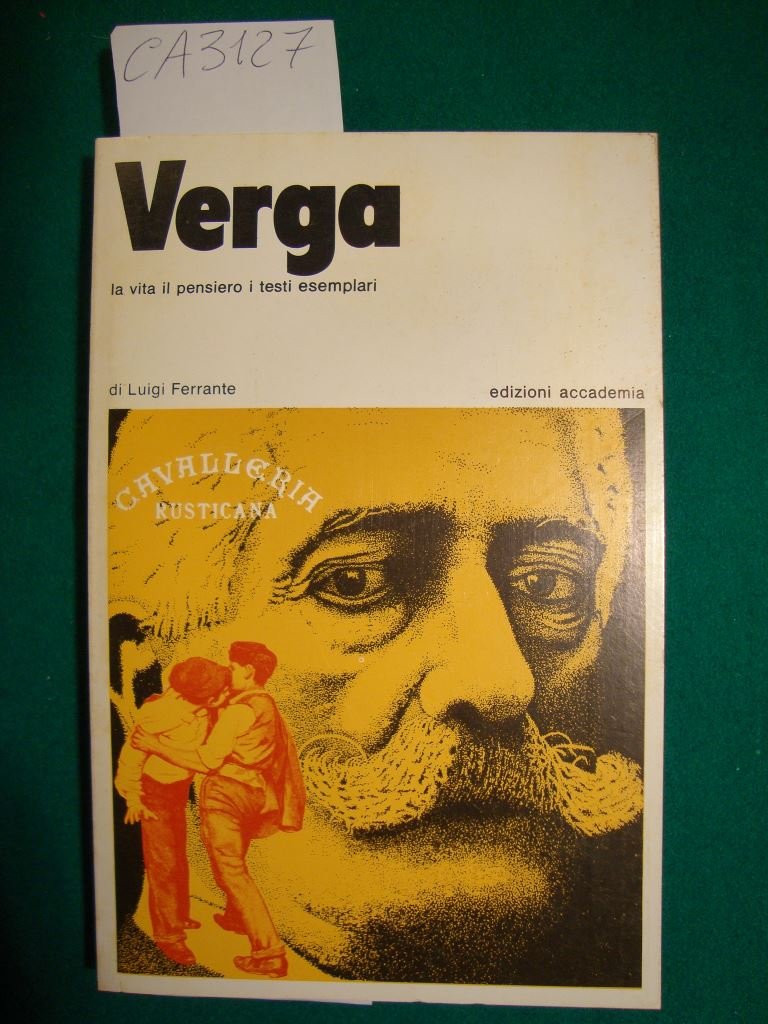 CA3127
Verga
la vita il pensiero i testi esemplari
di Luigi Ferrante
edizioni accademia
CAVALLERIA
RUSTICANA